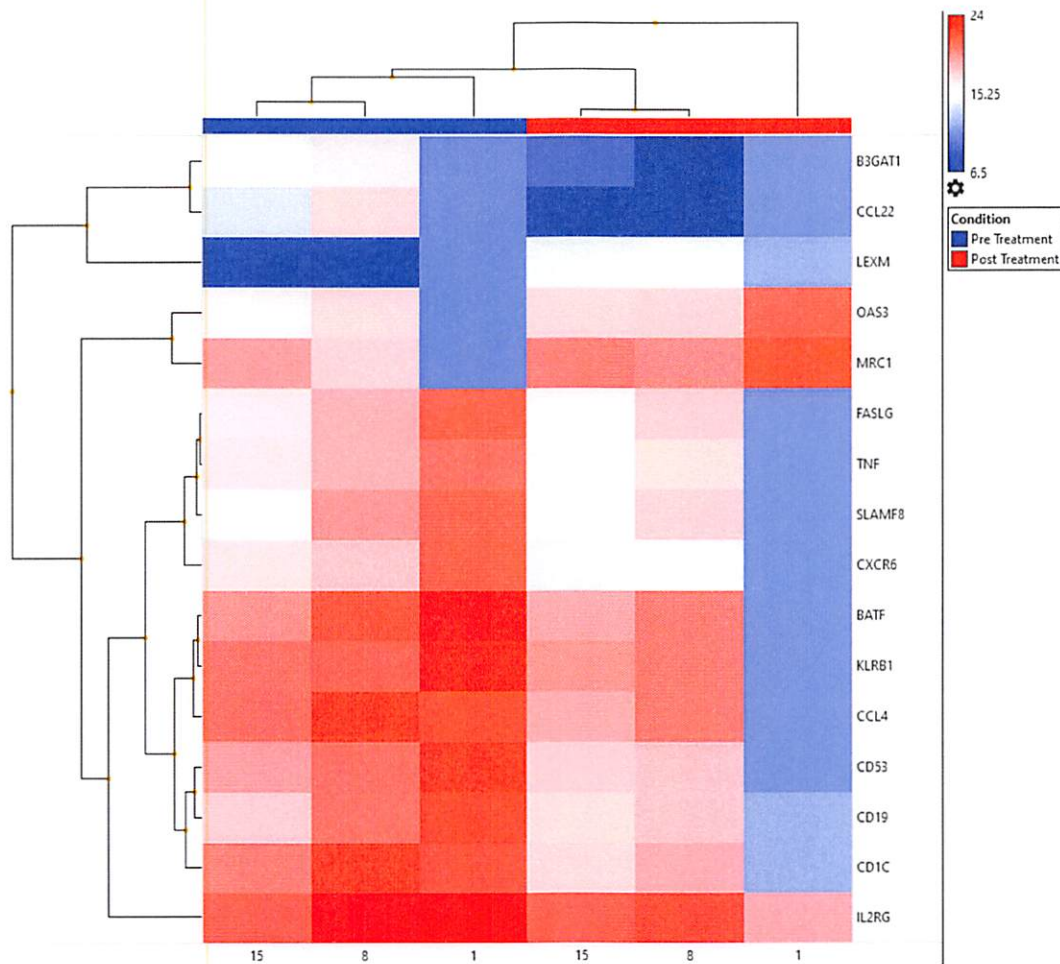 24
15.25
6.5
Condition
Pre Treatment
Post Treatment
B3GAT1
CCL22
LEXM
OAS3
MRC1
FASLG
TNF
SLAMF8
CXCR6
BATF
KLRB1
CCL4
CD53
CD19
CD1C
IL2RG
15 8 1 15 8 1